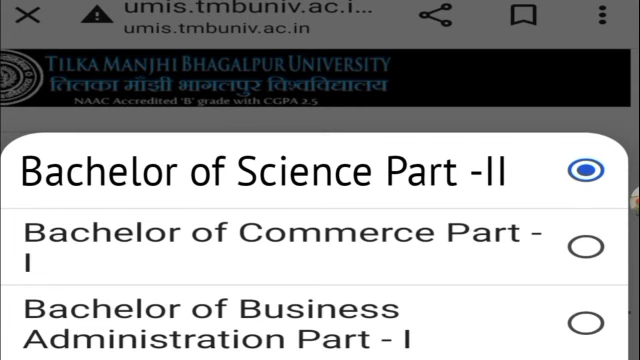 umis.tmbuniv.ac.i...
umis.tmbuniv.ac.in
TILKA MANJHI BHAGALPUR UNIVERSITY
तिलका माँझी भागलपुर विश्वविद्यालय
NAAC Accredited 'B' grade with CGPA 2.5
Bachelor of Science Part -II
Bachelor of Commerce Part -
I
Bachelor of Business
Administration Part - I